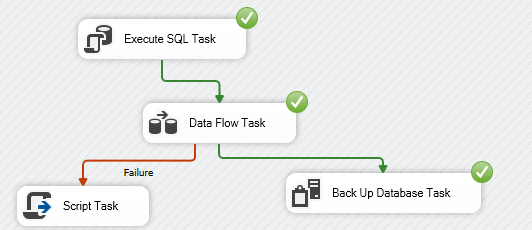 Execute SQL Task
Data Flow Task
Failure
Script Task
Back Up Database Task